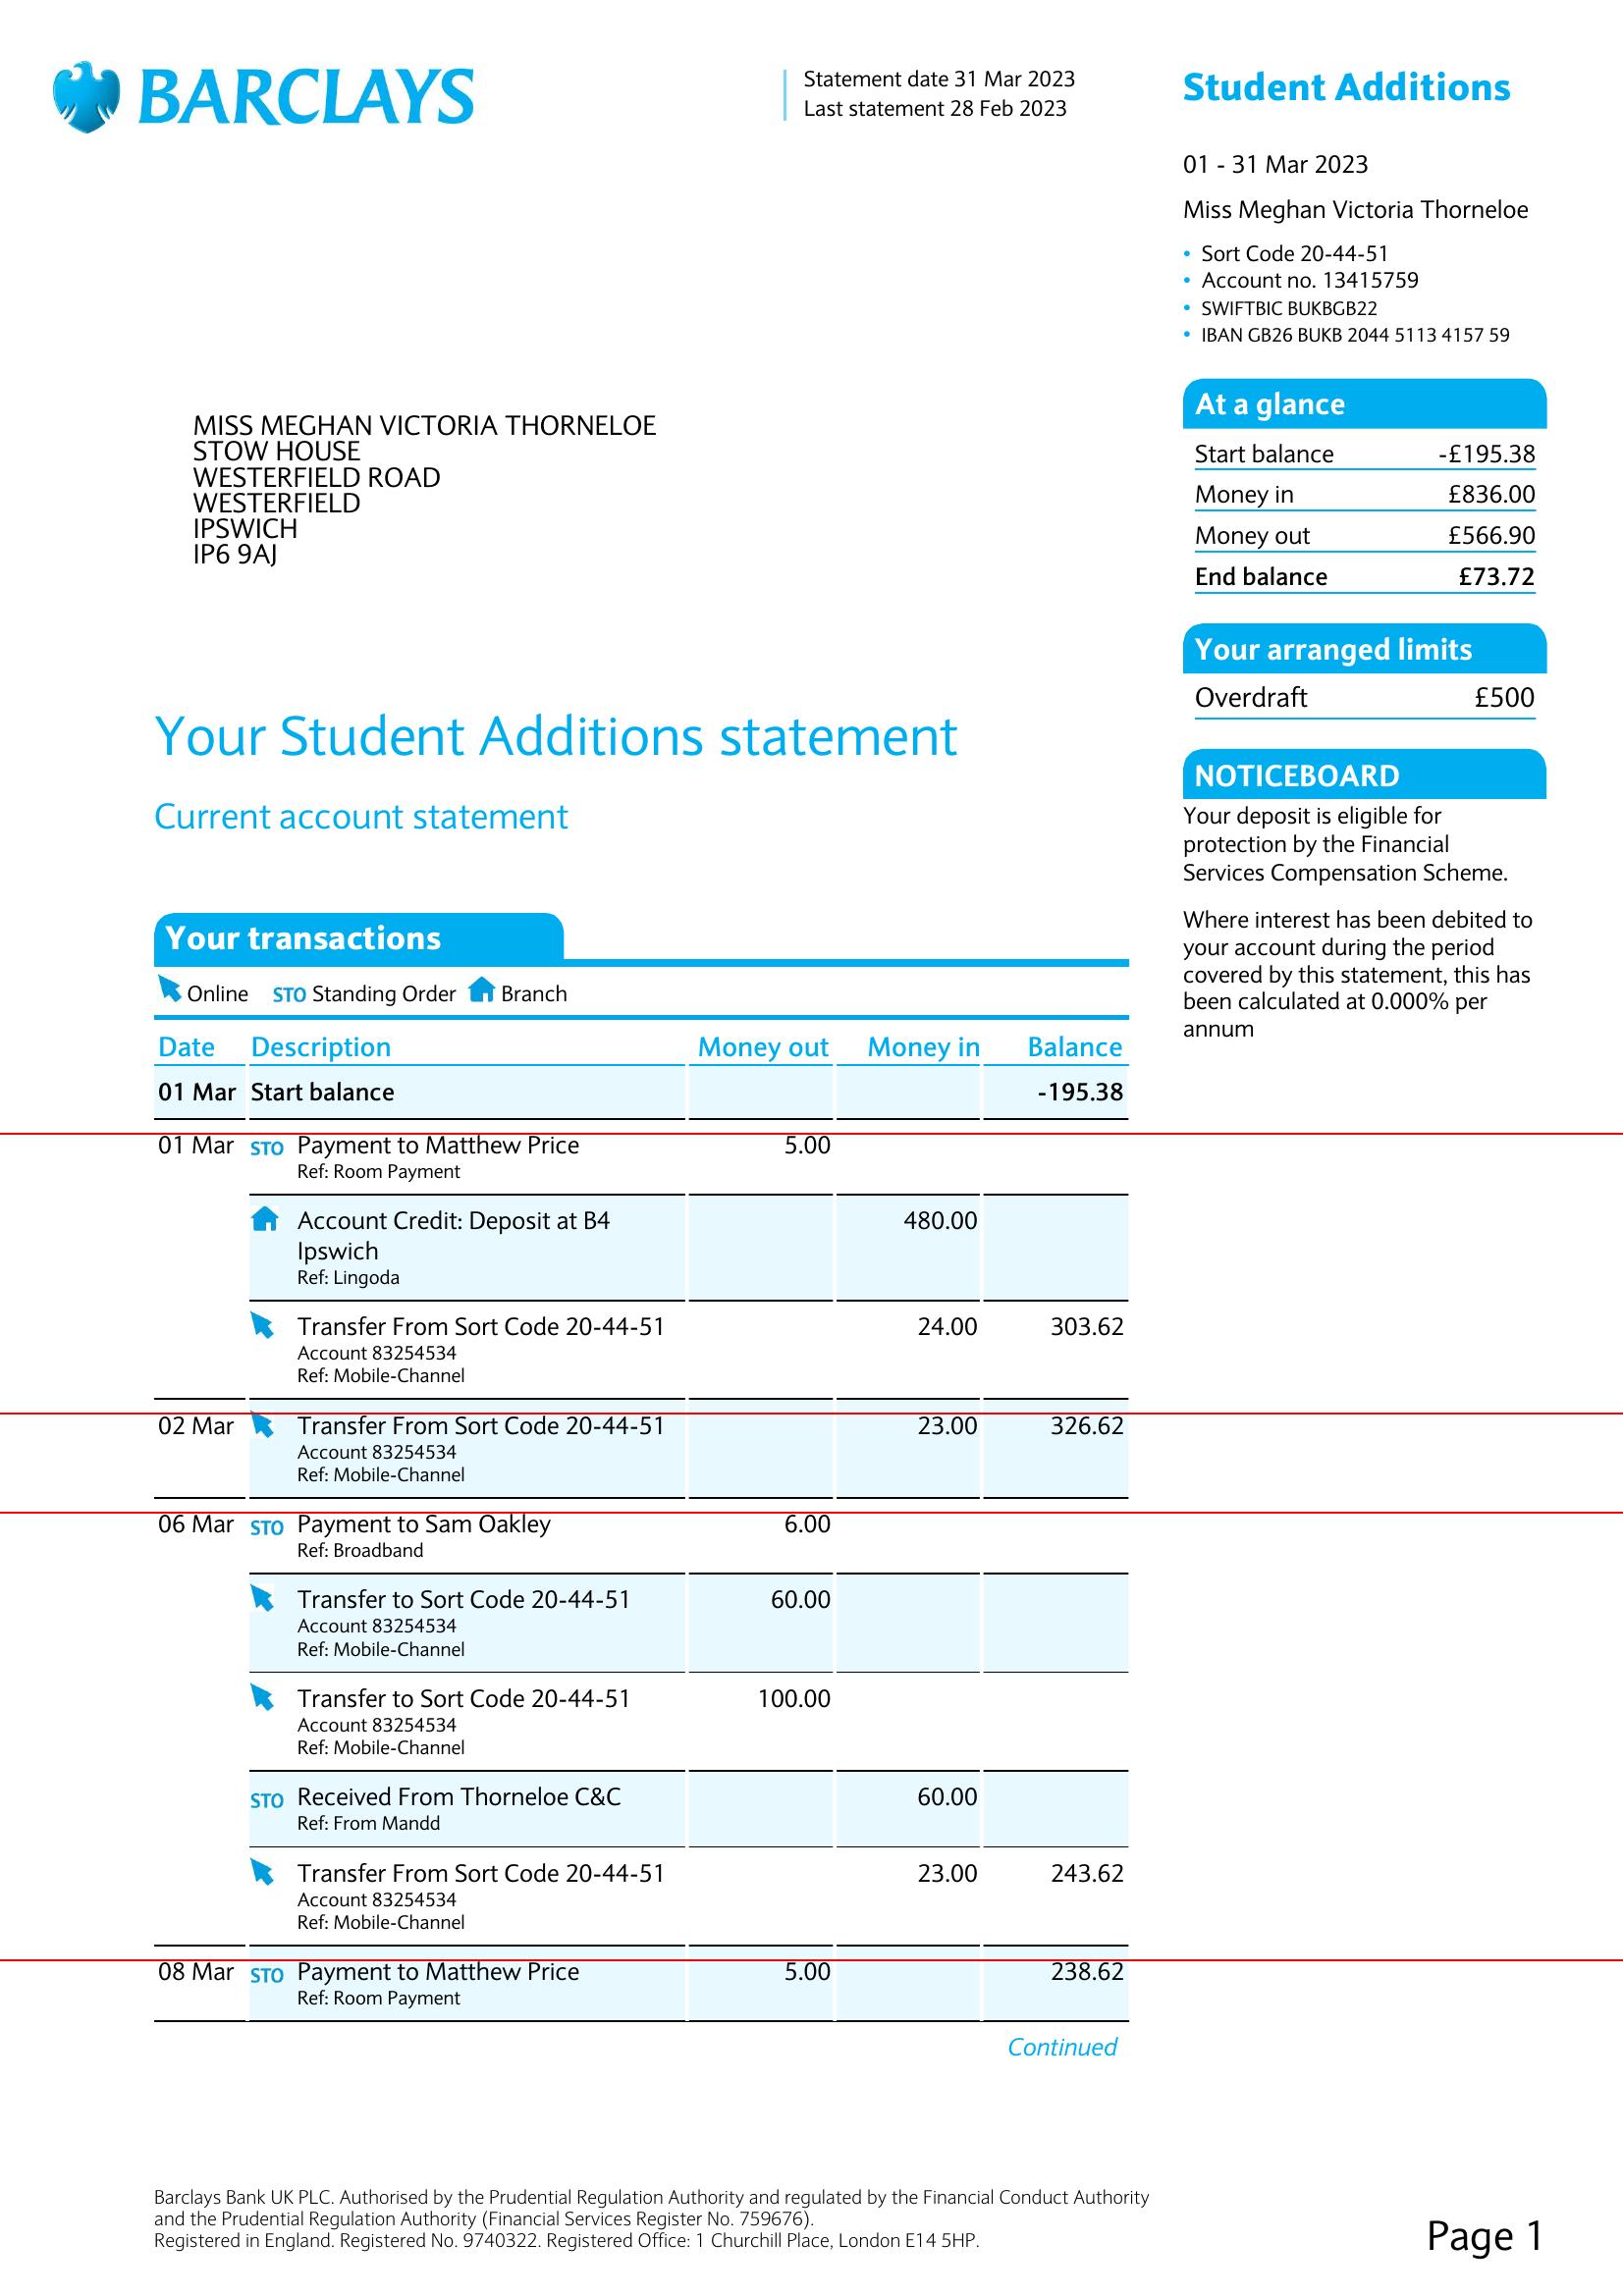 BARCLAYS
Statement date 31 Mar 2023
Last statement 28 Feb 2023
Student Additions
01 - 31 Mar 2023
Miss Meghan Victoria Thorneloe
• Sort Code 20-44-51
• Account no. 13415759
• SWIFTBIC BUKBGB22
• IBAN GB26 BUKB 2044 5113 4157 59
MISS MEGHAN VICTORIA THORNELOE
STOW HOUSE
WESTERFIELD ROAD
WESTERFIELD
IPSWICH
IP6 9AJ
At a glance
Start balance -£195.38
Money in £836.00
Money out £566.90
End balance £73.72
Your arranged limits
Overdraft £500
NOTICEBOARD
Your deposit is eligible for
protection by the Financial
Services Compensation Scheme.
Where interest has been debited to
your account during the period
covered by this statement, this has
been calculated at 0.000% per
annum
Your Student Additions statement
Current account statement
Your transactions
Online STO Standing Order Branch
Date Description Money out Money in Balance
01 Mar Start balance -195.38
01 Mar STO Payment to Matthew Price 5.00
Ref: Room Payment
Account Credit: Deposit at B4 480.00
Ipswich
Ref: Lingoda
Transfer From Sort Code 20-44-51 24.00 303.62
Account 83254534
Ref: Mobile-Channel
02 Mar Transfer From Sort Code 20-44-51 23.00 326.62
Account 83254534
Ref: Mobile-Channel
06 Mar STO Payment to Sam Oakley 6.00
Ref: Broadband
Transfer to Sort Code 20-44-51 60.00
Account 83254534
Ref: Mobile-Channel
Transfer to Sort Code 20-44-51 100.00
Account 83254534
Ref: Mobile-Channel
STO Received From Thorneloe C&C 60.00
Ref: From Mandd
Transfer From Sort Code 20-44-51 23.00 243.62
Account 83254534
Ref: Mobile-Channel
08 Mar STO Payment to Matthew Price 5.00 238.62
Ref: Room Payment
Continued
Barclays Bank UK PLC. Authorised by the Prudential Regulation Authority and regulated by the Financial Conduct Authority
and the Prudential Regulation Authority (Financial Services Register No. 759676).
Registered in England. Registered No. 9740322. Registered Office: 1 Churchill Place, London E14 5HP.
Page 1